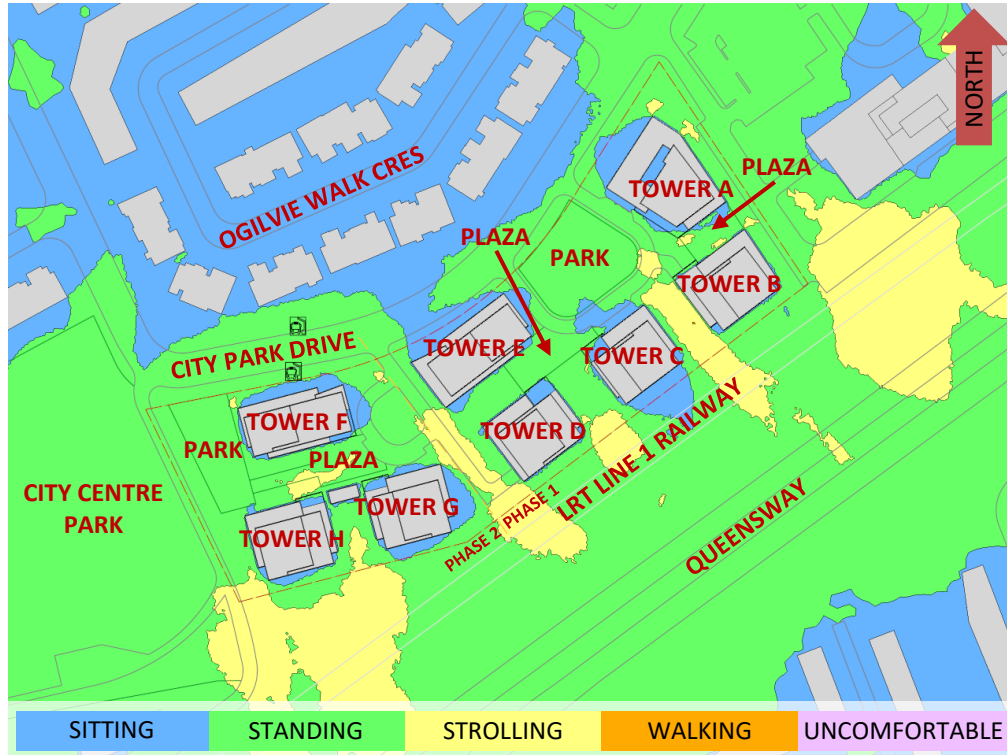 NORTH
OGILVIE WALK CRES
TOWER A
PLAZA
PLAZA
PARK
TOWER B
TOWER E
TOWER C
CITY PARK DRIVE
TOWER F
TOWER D
PARK
PLAZA
CITY CENTRE
PARK
TOWER G
TOWER H
PHASE 1
PHASE 2
LRT LINE 1 RAILWAY
QUEENSWAY
SITTING
STANDING
STROLLING
WALKING
UNCOMFORTABLE